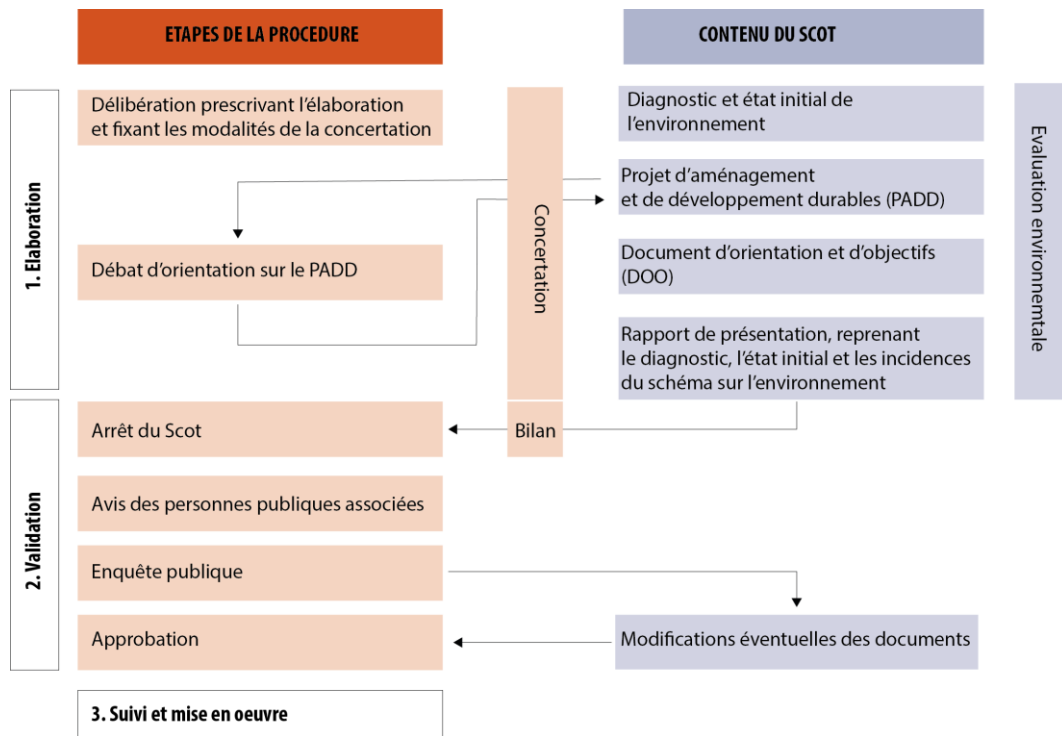 ETAPES DE LA PROCEDURE
CONTENU DU SCOT
1. Elaboration
Délibération prescrivant l’élaboration
et fixant les modalités de la concertation
Débat d’orientation sur le PADD
Concertation
Diagnostic et état initial de
l’environnement
Projet d’aménagement
et de développement durables (PADD)
Document d’orientation et d’objectifs
(DOO)
Rapport de présentation, reprenant
le diagnostic, l’état initial et les incidences
du schéma sur l’environnement
Evaluation environnemtale
2. Validation
Arrêt du Scot
Bilan
Avis des personnes publiques associées
Enquête publique
Approbation
Modifications éventuelles des documents
3. Suivi et mise en oeuvre